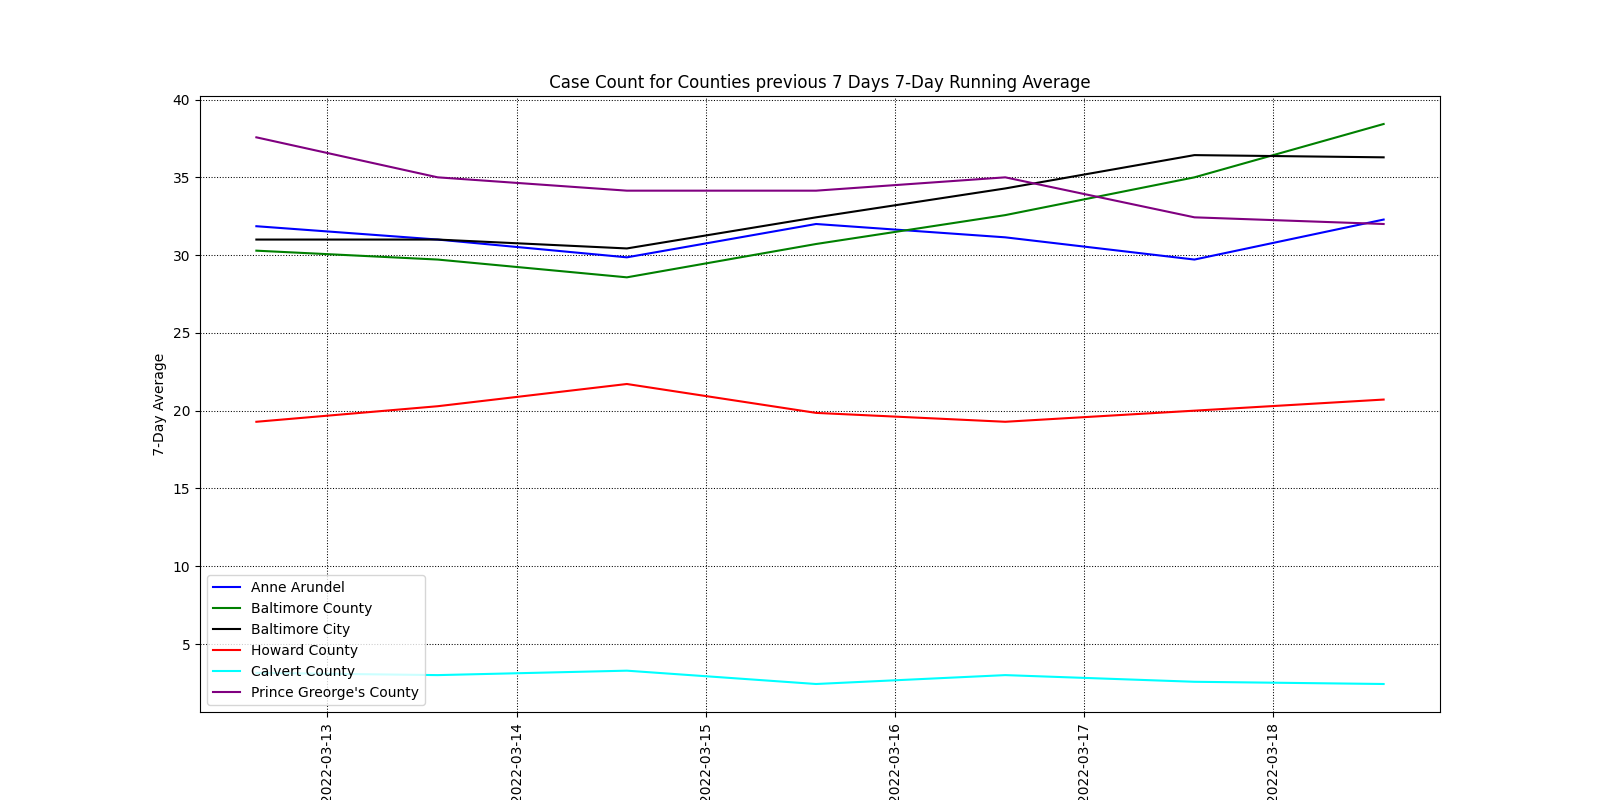 Case Count for Counties previous 7 Days 7-Day Running Average
40
35
30
25
20
15
10
5
7-Day Average
Anne Arundel
Baltimore County
Baltimore City
Howard County
Calvert County
Prince Greorge's County
2022-03-13
2022-03-14
2022-03-15
2022-03-16
2022-03-17
2022-03-18